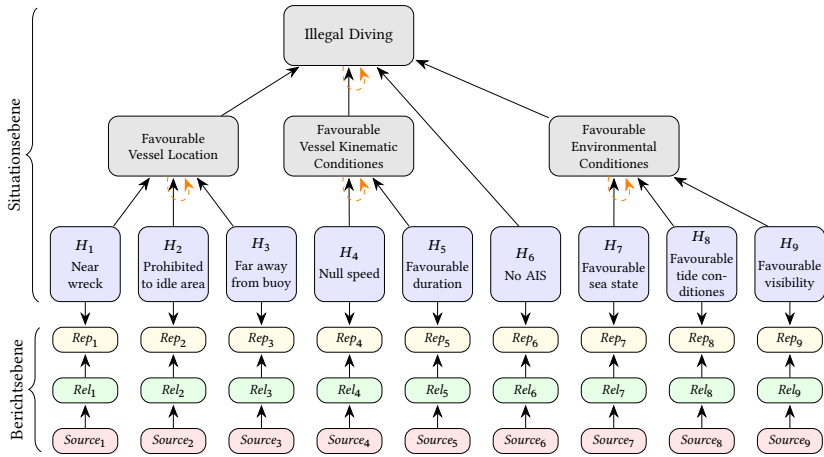 Illegal Diving
Favourable
Vessel Location
Favourable
Vessel Kinematic
Conditiones
Favourable
Environmental
Conditiones
Situationsebene
H1
Near
wreck
H2
Prohibited
to idle area
H3
Far away
from buoy
H4
Null speed
H5
Favourable
duration
H6
No AIS
H7
Favourable
sea state
H8
Favourable
tide con-
ditiones
H9
Favourable
visibility
Berichtsebene
Rep1 Rep2 Rep3 Rep4 Rep5 Rep6 Rep7 Rep8 Rep9
Rel1 Rel2 Rel3 Rel4 Rel5 Rel6 Rel7 Rel8 Rel9
Source1 Source2 Source3 Source4 Source5 Source6 Source7 Source8 Source9